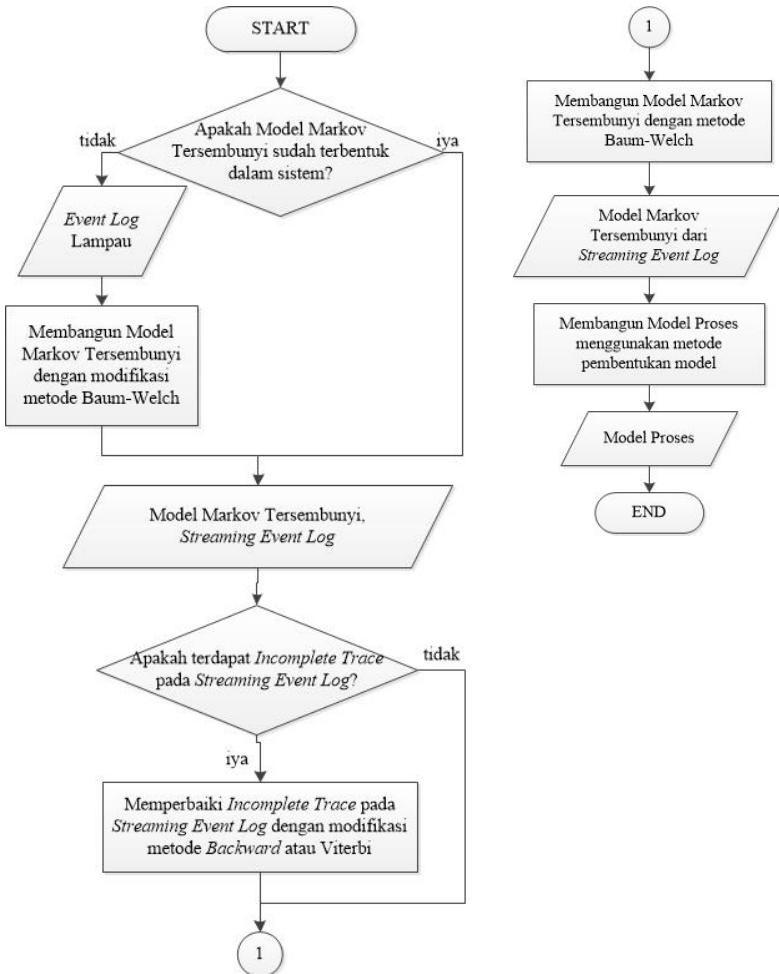 START
Apakah Model Markov
Tersembunyi sudah terbentuk
dalam sistem?
tidak
iya
Event Log
Lampau
Membangun Model
Markov Tersembunyi
dengan modifikasi
metode Baum-Welch
Model Markov Tersembunyi,
Streaming Event Log
Apakah terdapat Incomplete Trace
pada Streaming Event Log?
tidak
iya
Memperbaiki Incomplete Trace pada
Streaming Event Log dengan modifikasi
metode Backward atau Viterbi
1
1
Membangun Model Markov
Tersembunyi dengan metode
Baum-Welch
Model Markov
Tersembunyi dari
Streaming Event Log
Membangun Model Proses
menggunakan metode
pembentukan model
Model Proses
END